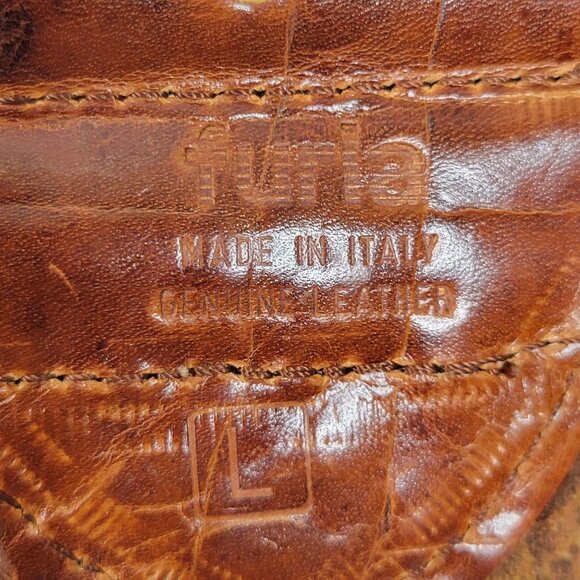 furla
MADE IN ITALY
GENUINE LEATHER
L